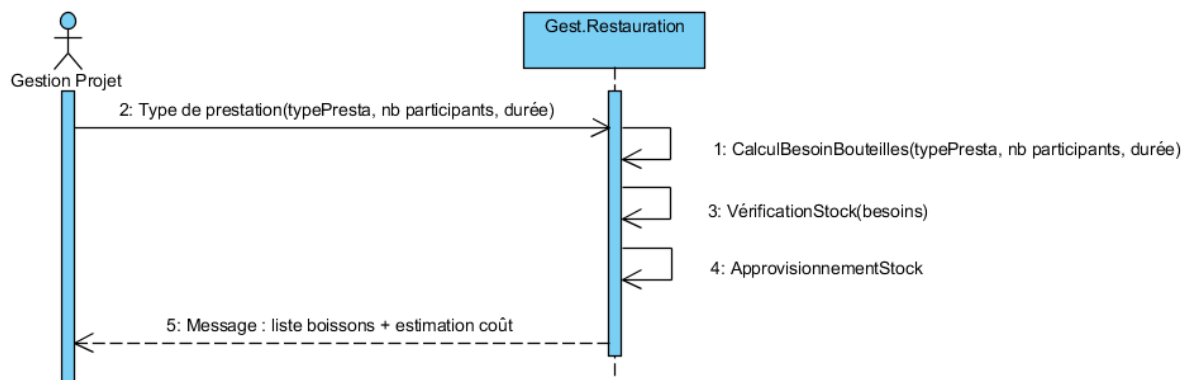 Gest.Restauration
Gestion Projet
2: Type de prestation(typePresta, nb participants, durée)
1: CalculBesoinBouteilles(typePresta, nb participants, durée)
3: VérificationStock(besoins)
4: ApprovisionnementStock
5: Message : liste boissons + estimation coût